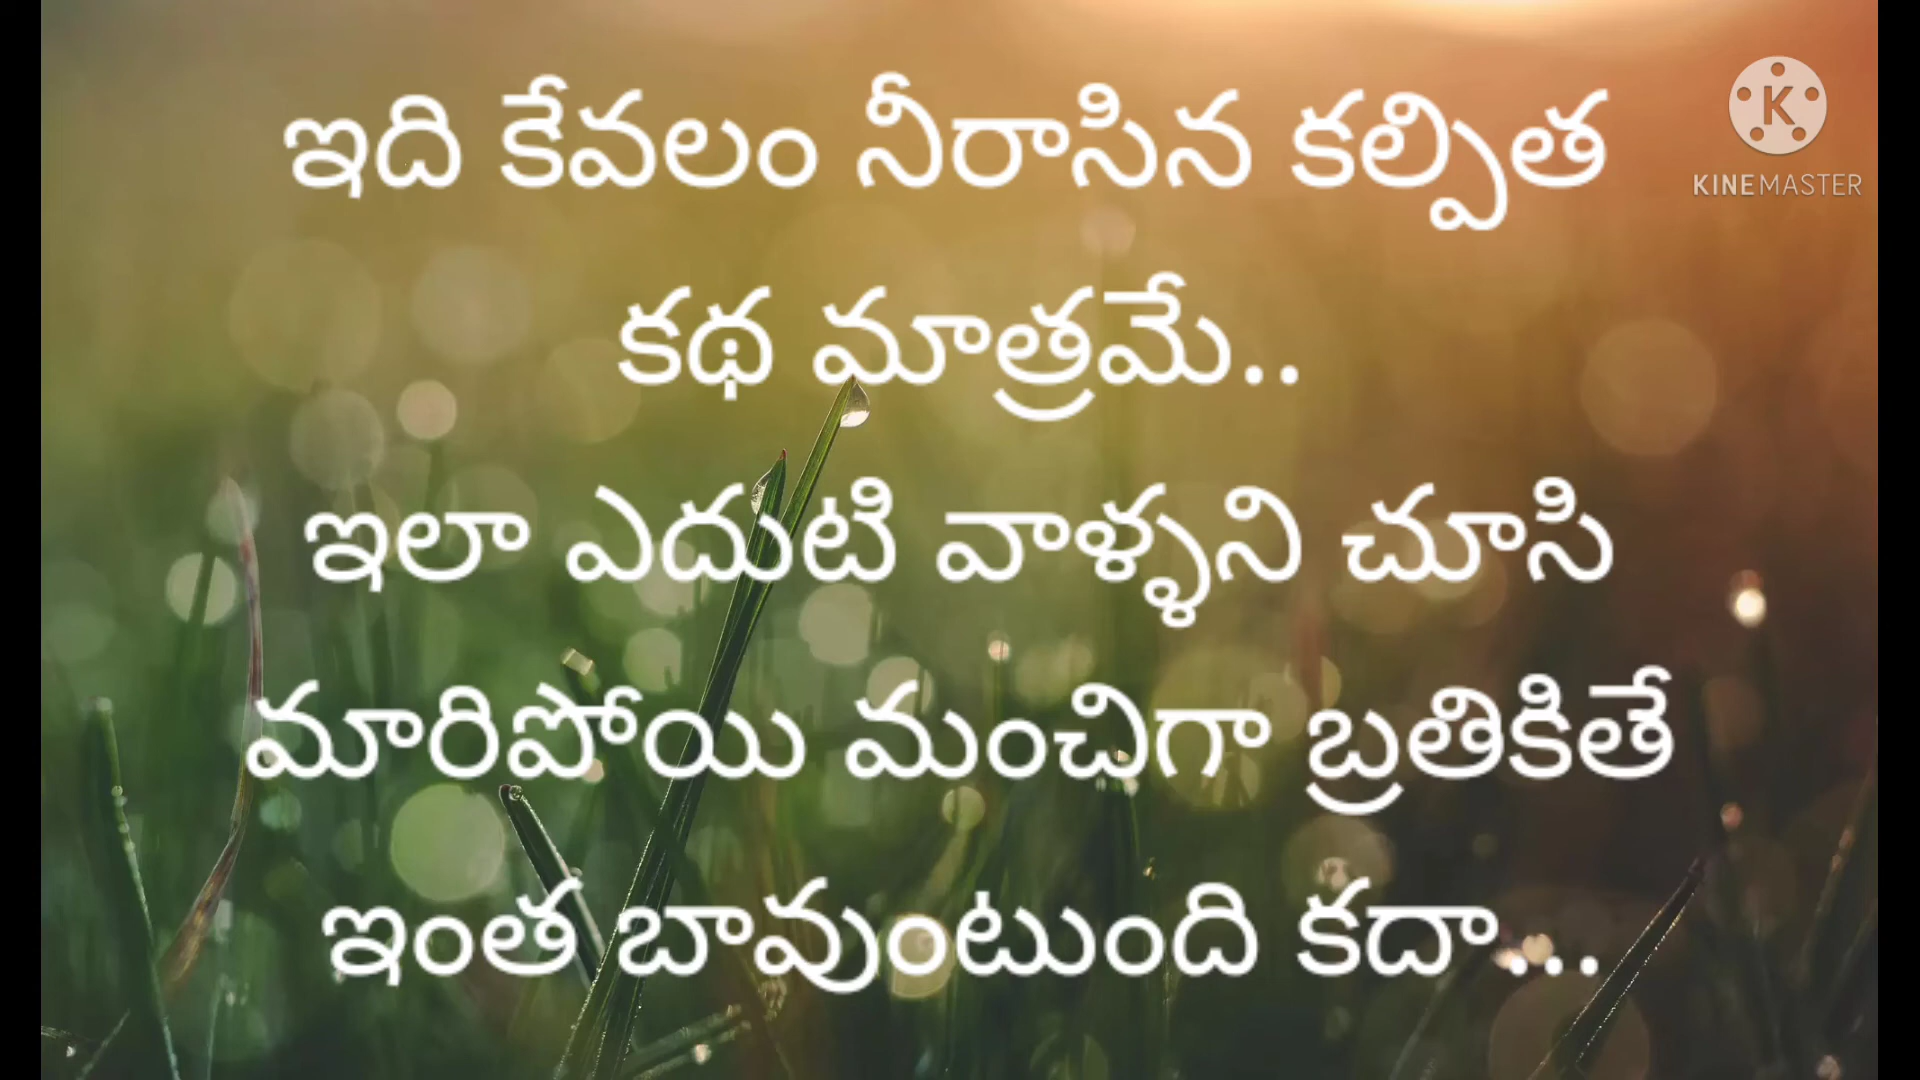 ఇది కేవలం నీరాసిన కల్పిత
కథ మాత్రమే..
ఇలా ఎదుటి వాళ్ళని చూసి
మారిపోయి మంచిగా బ్రతికితే
ఇంత బావుంటుంది కదా ...
K
KINEMASTER